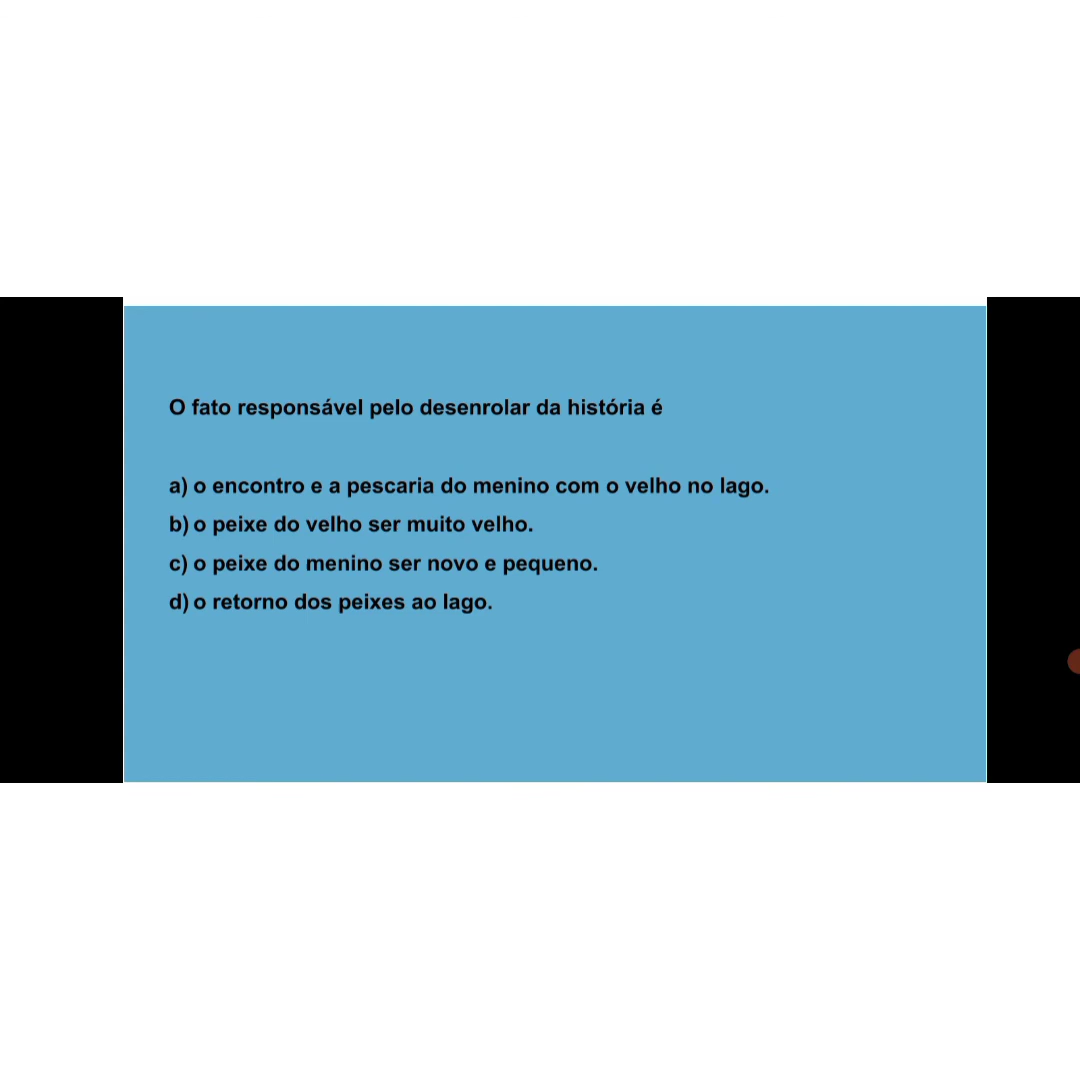 O fato responsável pelo desenrolar da história é
a) o encontro e a pescaria do menino com o velho no lago.
b) o peixe do velho ser muito velho.
c) o peixe do menino ser novo e pequeno.
d) o retorno dos peixes ao lago.